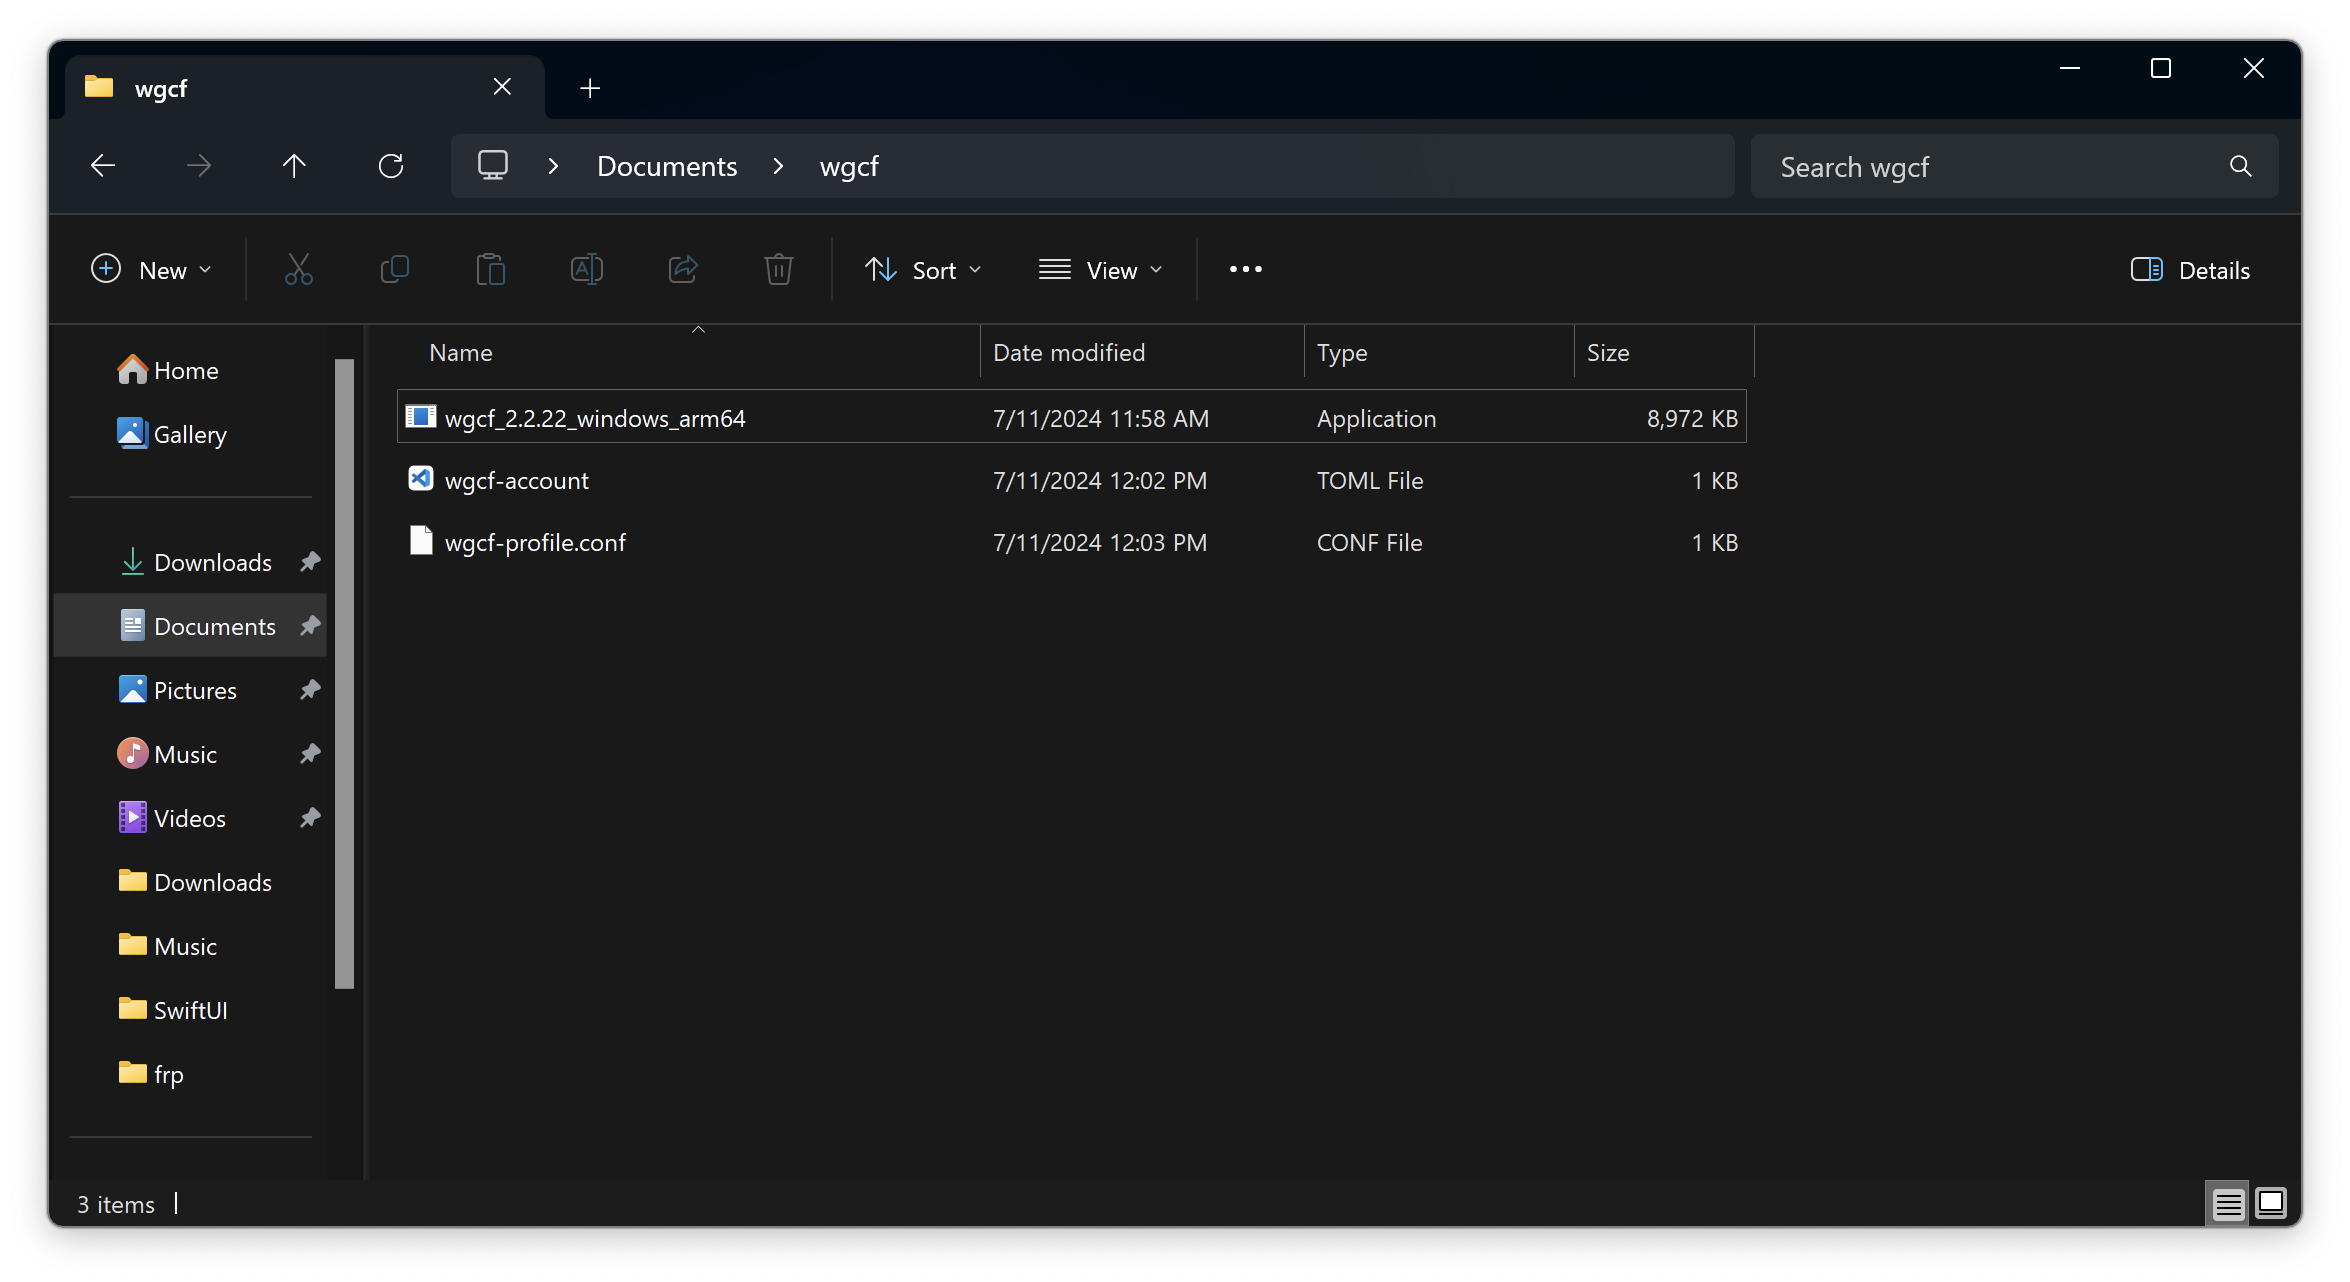 wgcf
Documents wgcf
Search wgcf
New
Sort
View
Details
Home
Gallery
Downloads
Documents
Pictures
Music
Videos
Downloads
Music
SwiftUI
frp
Name Date modified Type Size
wgcf_2.2.22_windows_arm64 7/11/2024 11:58 AM Application 8,972 KB
wgcf-account 7/11/2024 12:02 PM TOML File 1 KB
wgcf-profile.conf 7/11/2024 12:03 PM CONF File 1 KB
3 items